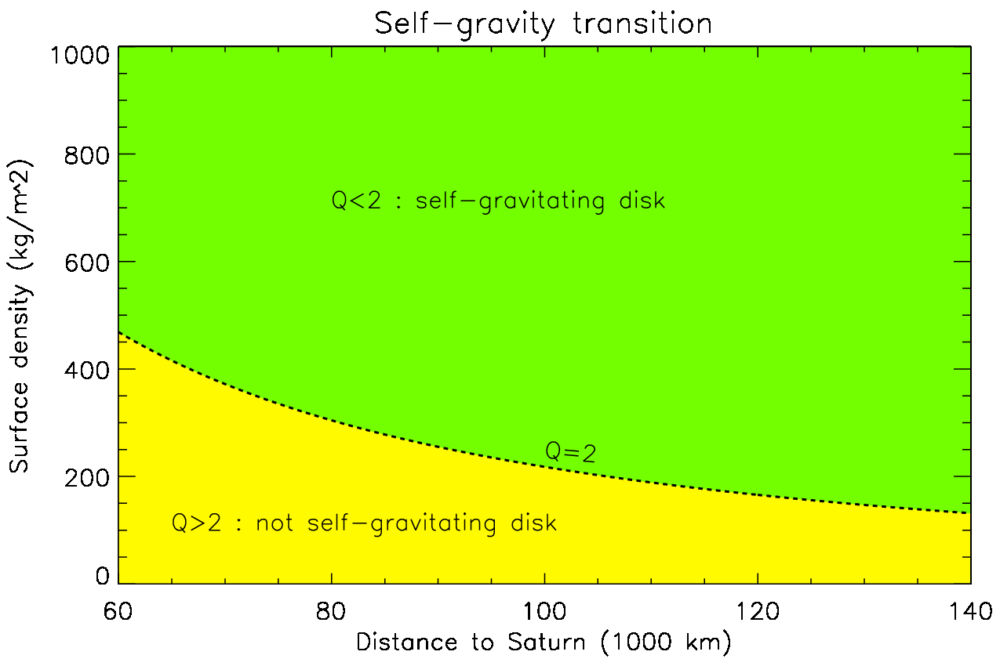 Self-gravity transition
1000
800
600
400
200
0
Surface density (kg/m^2)
Q<2 : self-gravitating disk
Q=2
Q>2 : not self-gravitating disk
60 80 100 120 140
Distance to Saturn (1000 km)